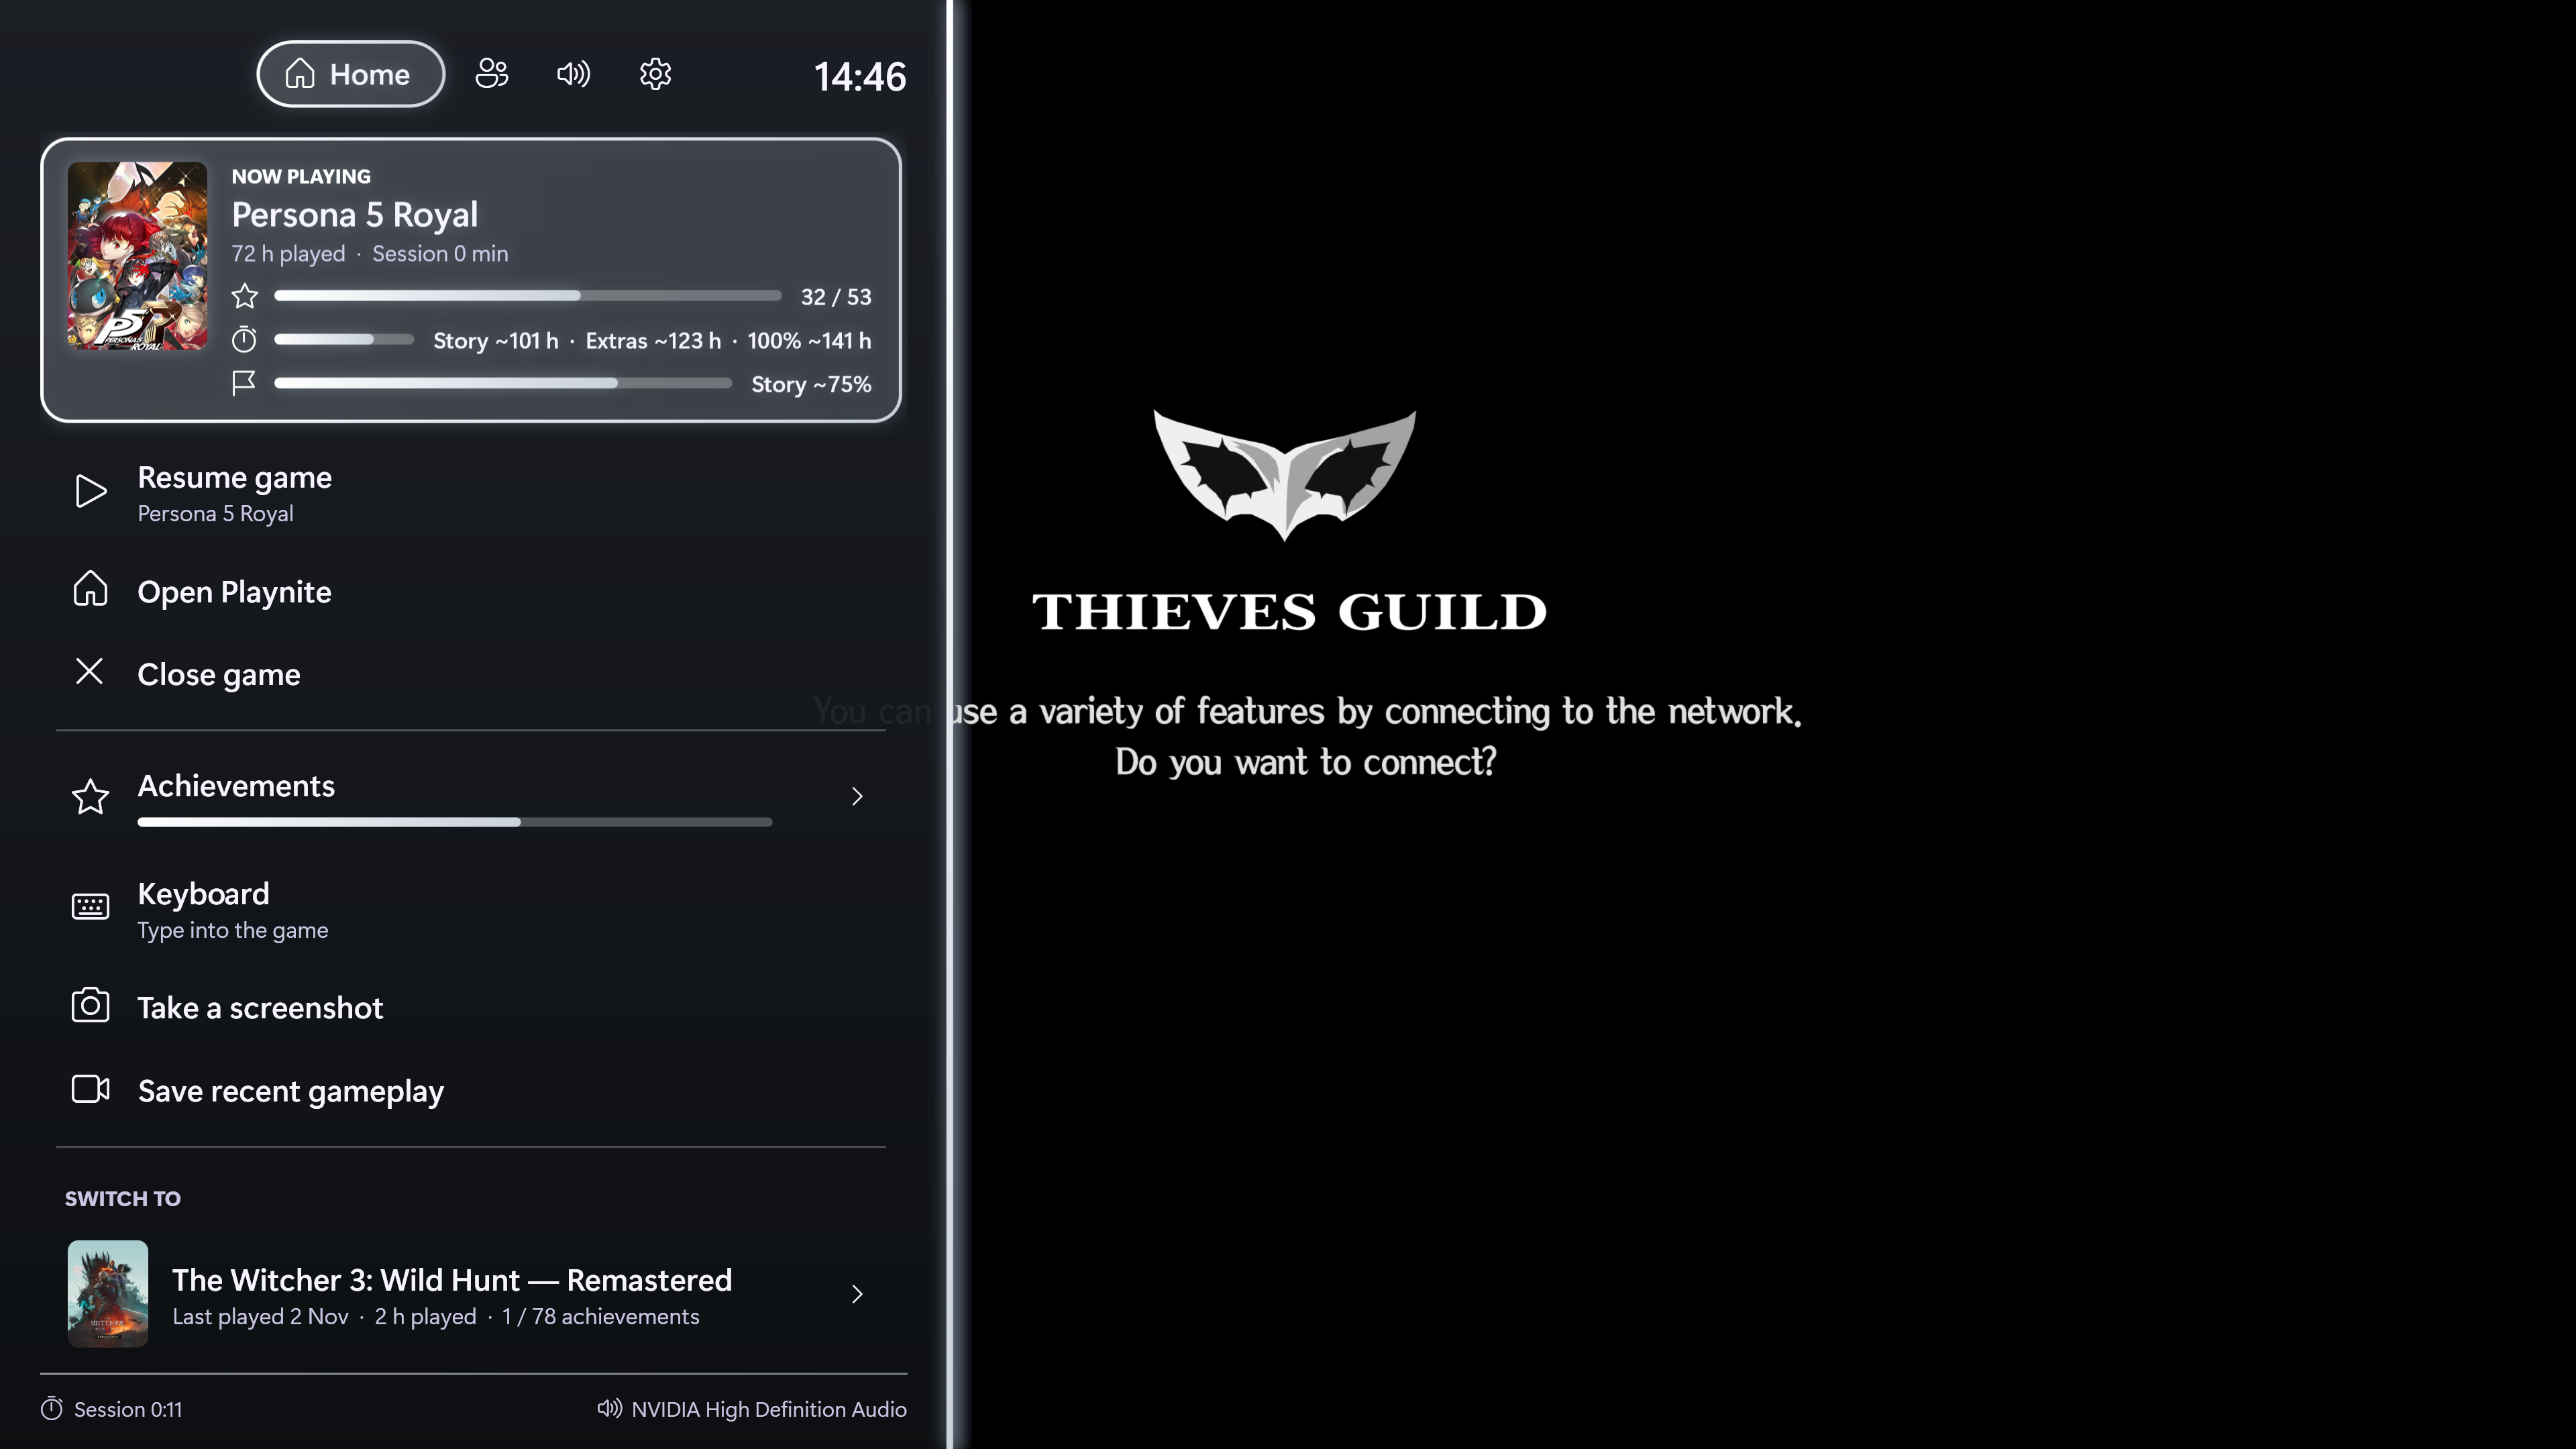 Home
14:46
NOW PLAYING
Persona 5 Royal
72 h played · Session 0 min
32 / 53
Story ~101 h · Extras ~123 h · 100% ~141 h
Story ~75%
Resume game
Persona 5 Royal
Open Playnite
Close game
Achievements
Keyboard
Type into the game
Take a screenshot
Save recent gameplay
SWITCH TO
The Witcher 3: Wild Hunt — Remastered
Last played 2 Nov · 2 h played · 1 / 78 achievements
Session 0:11
NVIDIA High Definition Audio
THIEVES GUILD
You can use a variety of features by connecting to the network.
Do you want to connect?